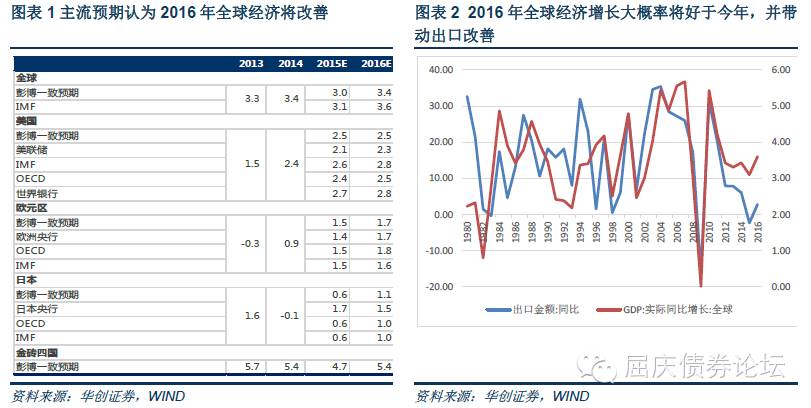 图表 1 主流预期认为 2016 年全球经济将改善
2013 2014 2015E 2016E
全球
彭博一致预期 3.3 3.4 3.0 3.4
IMF 3.1 3.6
美国
彭博一致预期 1.5 2.4 2.5 2.5
美联储 2.1 2.3
IMF 2.6 2.8
OECD 2.4 2.5
世界银行 2.7 2.8
欧元区
彭博一致预期 -0.3 0.9 1.5 1.7
欧洲央行 1.4 1.7
OECD 1.5 1.8
IMF 1.5 1.6
日本
彭博一致预期 1.6 -0.1 0.6 1.1
日本央行 1.7 1.5
OECD 0.6 1.0
IMF 0.6 1.0
金砖四国
彭博一致预期 5.7 5.4 4.7 5.4
资料来源：华创证券，WIND
图表 2 2016 年全球经济增长大概率将好于今年，并带
动出口改善
40.00 6.00
30.00 5.00
20.00 4.00
10.00 3.00
0.00 2.00
-10.00 1.00
-20.00 0.00
1980 1982 1984 1986 1988 1990 1992 1994 1996 1998 2000 2002 2004 2006 2008 2010 2012 2014 2016
出口金额:同比 GDP:实际同比增长:全球
屈庆债券论坛
资料来源：华创证券，WIND